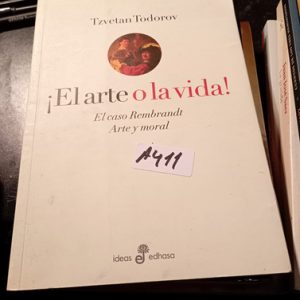 Tzvetan Todorov
¡El arte o la vida!
El caso Rembrandt
Arte y moral
A411
ideas edhasa